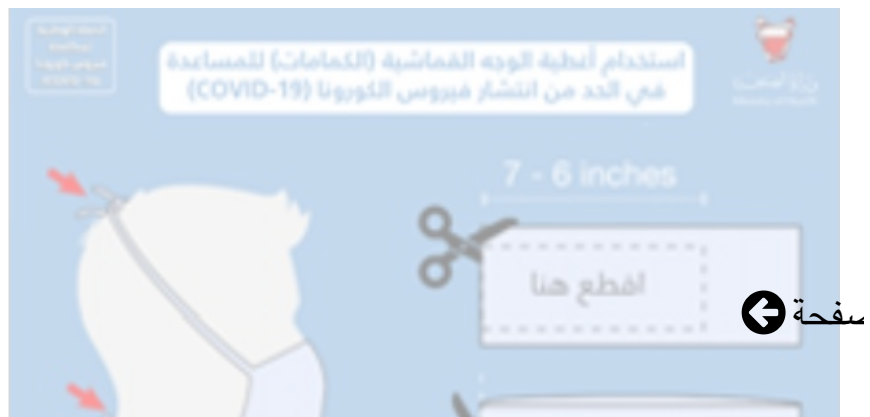 استخدام أغطية الوجه القماشية (الكمامات) للمساعدة
في الحد من انتشار فيروس الكورونا (COVID-19)
7 - 6 inches
اقطع هنا